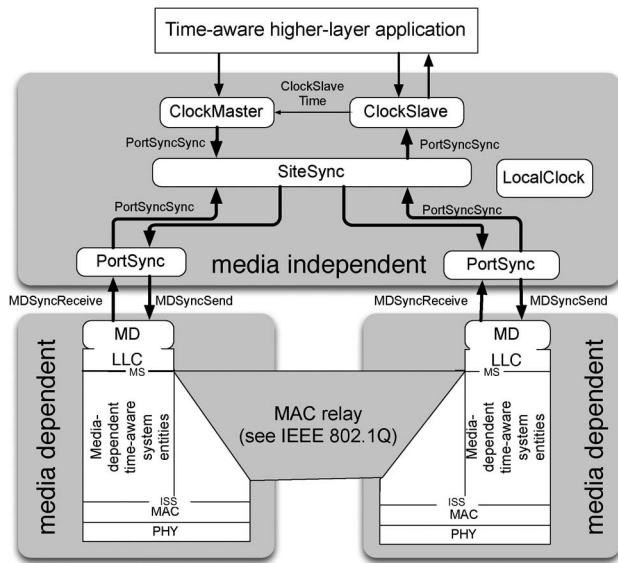 Time-aware higher-layer application
ClockSlave
Time
ClockMaster
ClockSlave
PortSyncSync
PortSyncSync
SiteSync
LocalClock
PortSyncSync
PortSyncSync
PortSync
media independent
PortSync
MDSyncReceive
MDSyncSend
MDSyncReceive
MDSyncSend
media dependent
MD
LLC
MS
Media-
dependent
time-aware
system
entities
ISS
MAC
PHY
MAC relay
(see IEEE 802.1Q)
MD
LLC
MS
Media-
dependent
time-aware
system
entities
ISS
MAC
PHY
media dependent